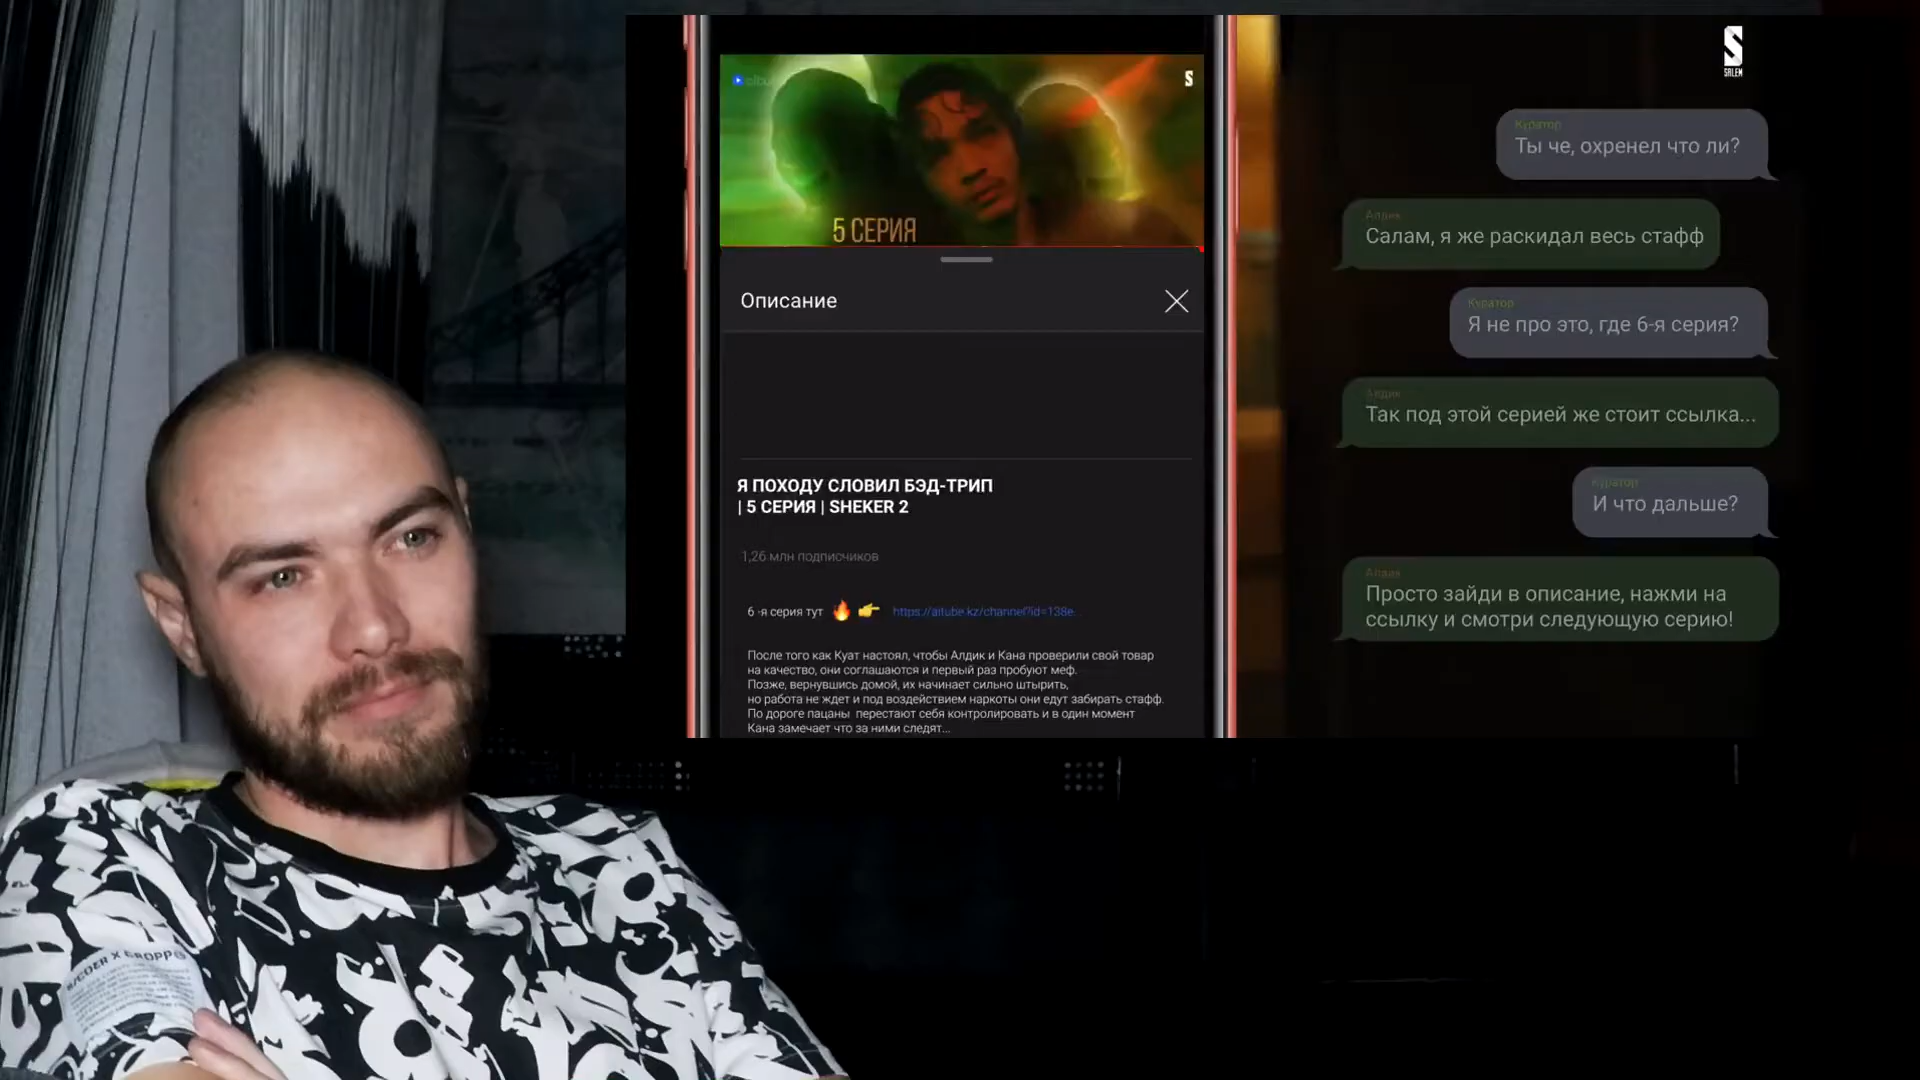 5 СЕРИЯ
S
Описание
Я ПОХОДУ СЛОВИЛ БЭД-ТРИП
| 5 СЕРИЯ | SHEKER 2
1,26 млн подписчиков
6 -я серия тут https://aitube.kz/channel?id=138e...
После того как Куат настоял, чтобы Алдик и Кана проверили свой товар
на качество, они соглашаются и первый раз пробуют меф.
Позже, вернувшись домой, их начинает сильно штырить,
но работа не ждет и под воздействием наркоты они едут забирать стафф.
По дороге пацаны перестают себя контролировать и в один момент
Кана замечает что за ними следят...
S
SALEM
Куратор
Ты че, охренел что ли?
Алдик
Салам, я же раскидал весь стафф
Куратор
Я не про это, где 6-я серия?
Алдик
Так под этой серией же стоит ссылка...
Куратор
И что дальше?
Алдик
Просто зайди в описание, нажми на
ссылку и смотри следующую серию!